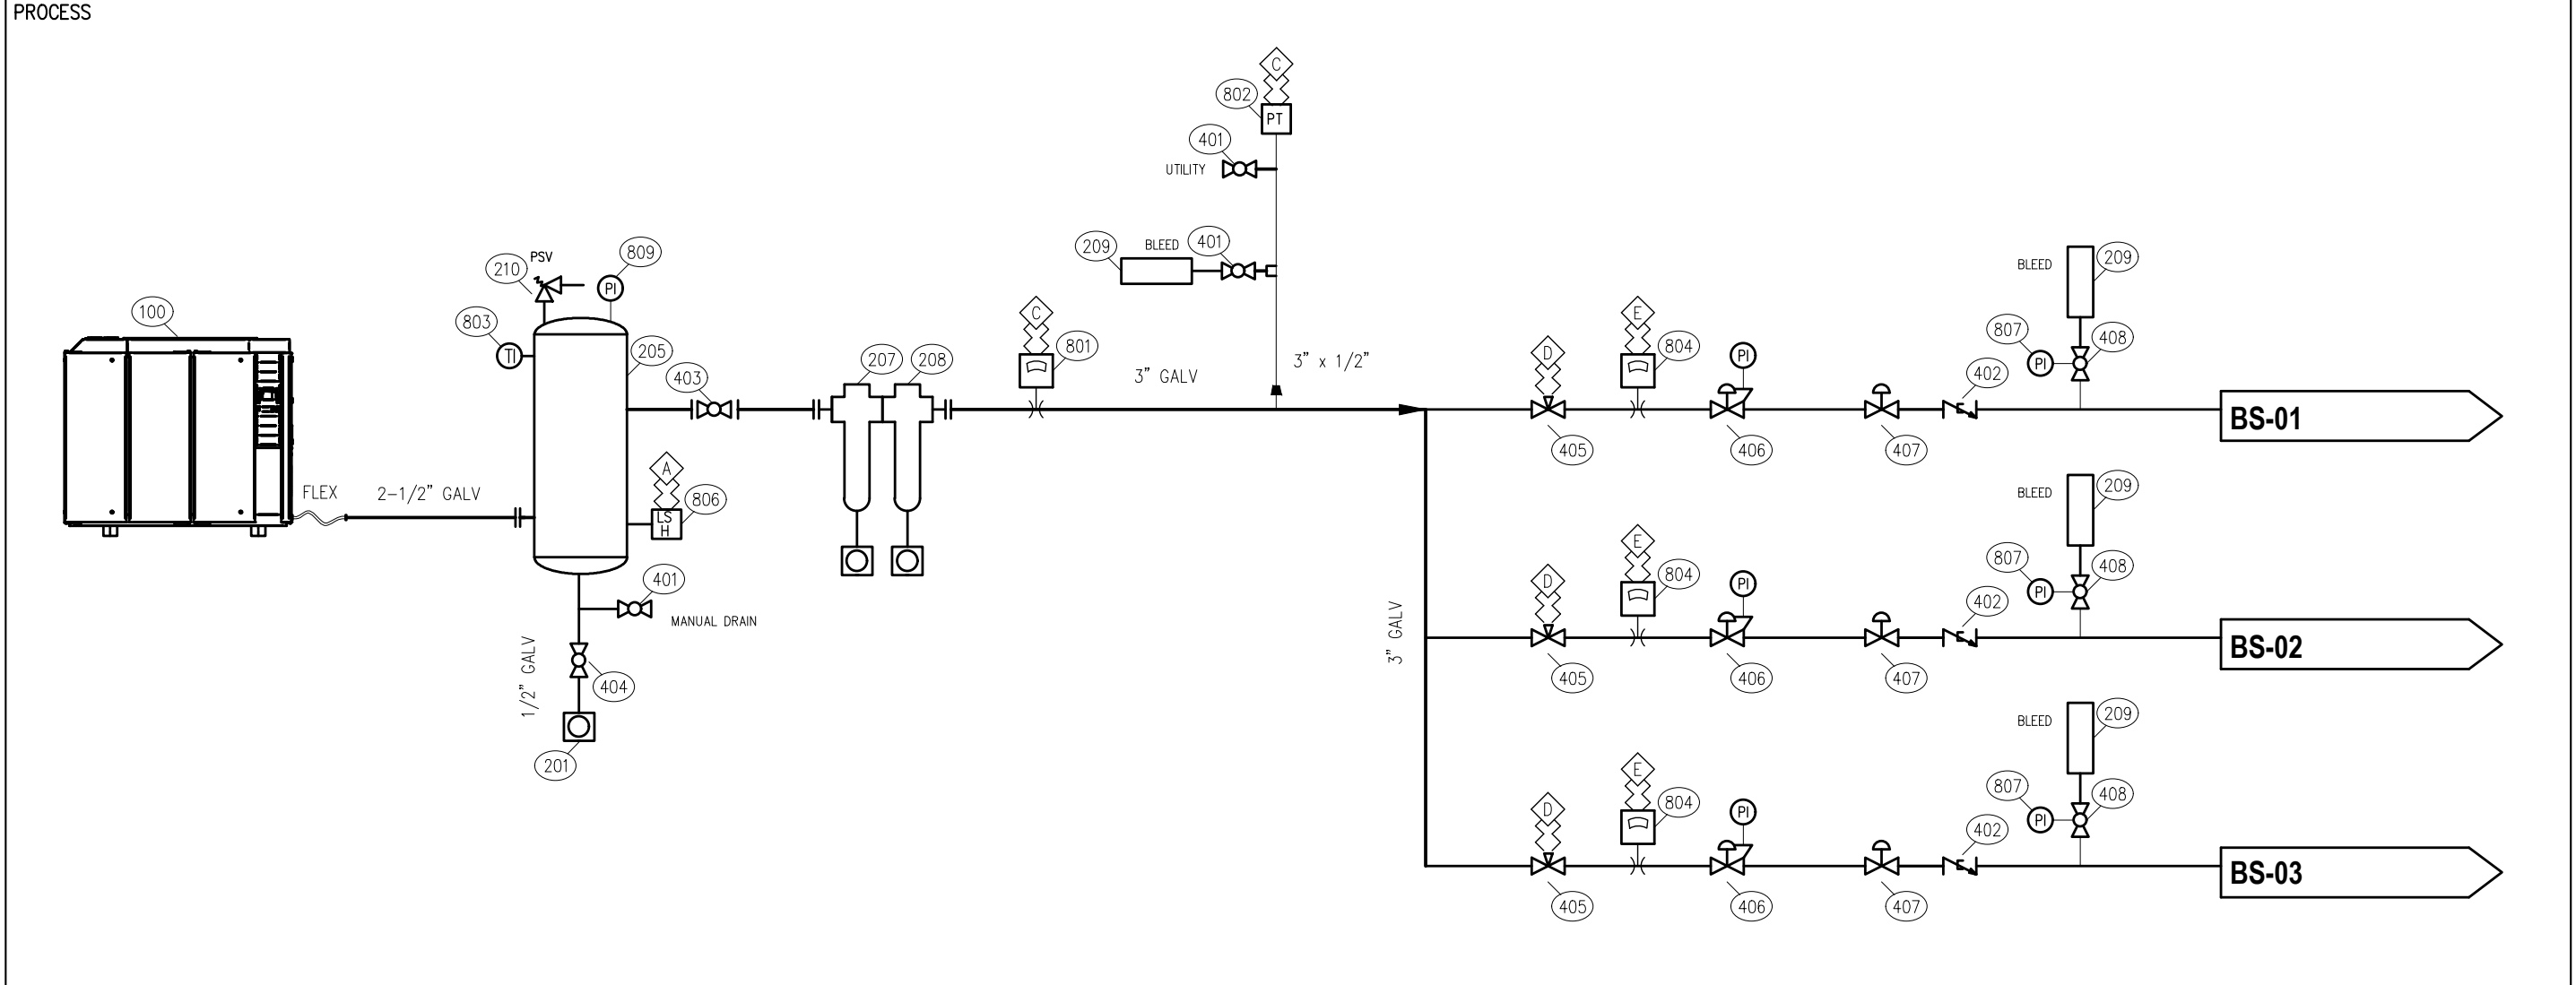 PROCESS
C
802
PT
401
UTILITY
209
BLEED
401
PSV
210
809
PI
803
TI
205
100
FLEX
2-1/2" GALV
403
207
208
A
806
LS
H
401
MANUAL DRAIN
1/2" GALV
404
201
C
801
3" GALV
3" x 1/2"
3" GALV
D
405
E
804
PI
406
407
402
BLEED
209
807
PI
408
BS-01
D
405
E
804
PI
406
407
402
BLEED
209
807
PI
408
BS-02
D
405
E
804
PI
406
407
402
BLEED
209
807
PI
408
BS-03